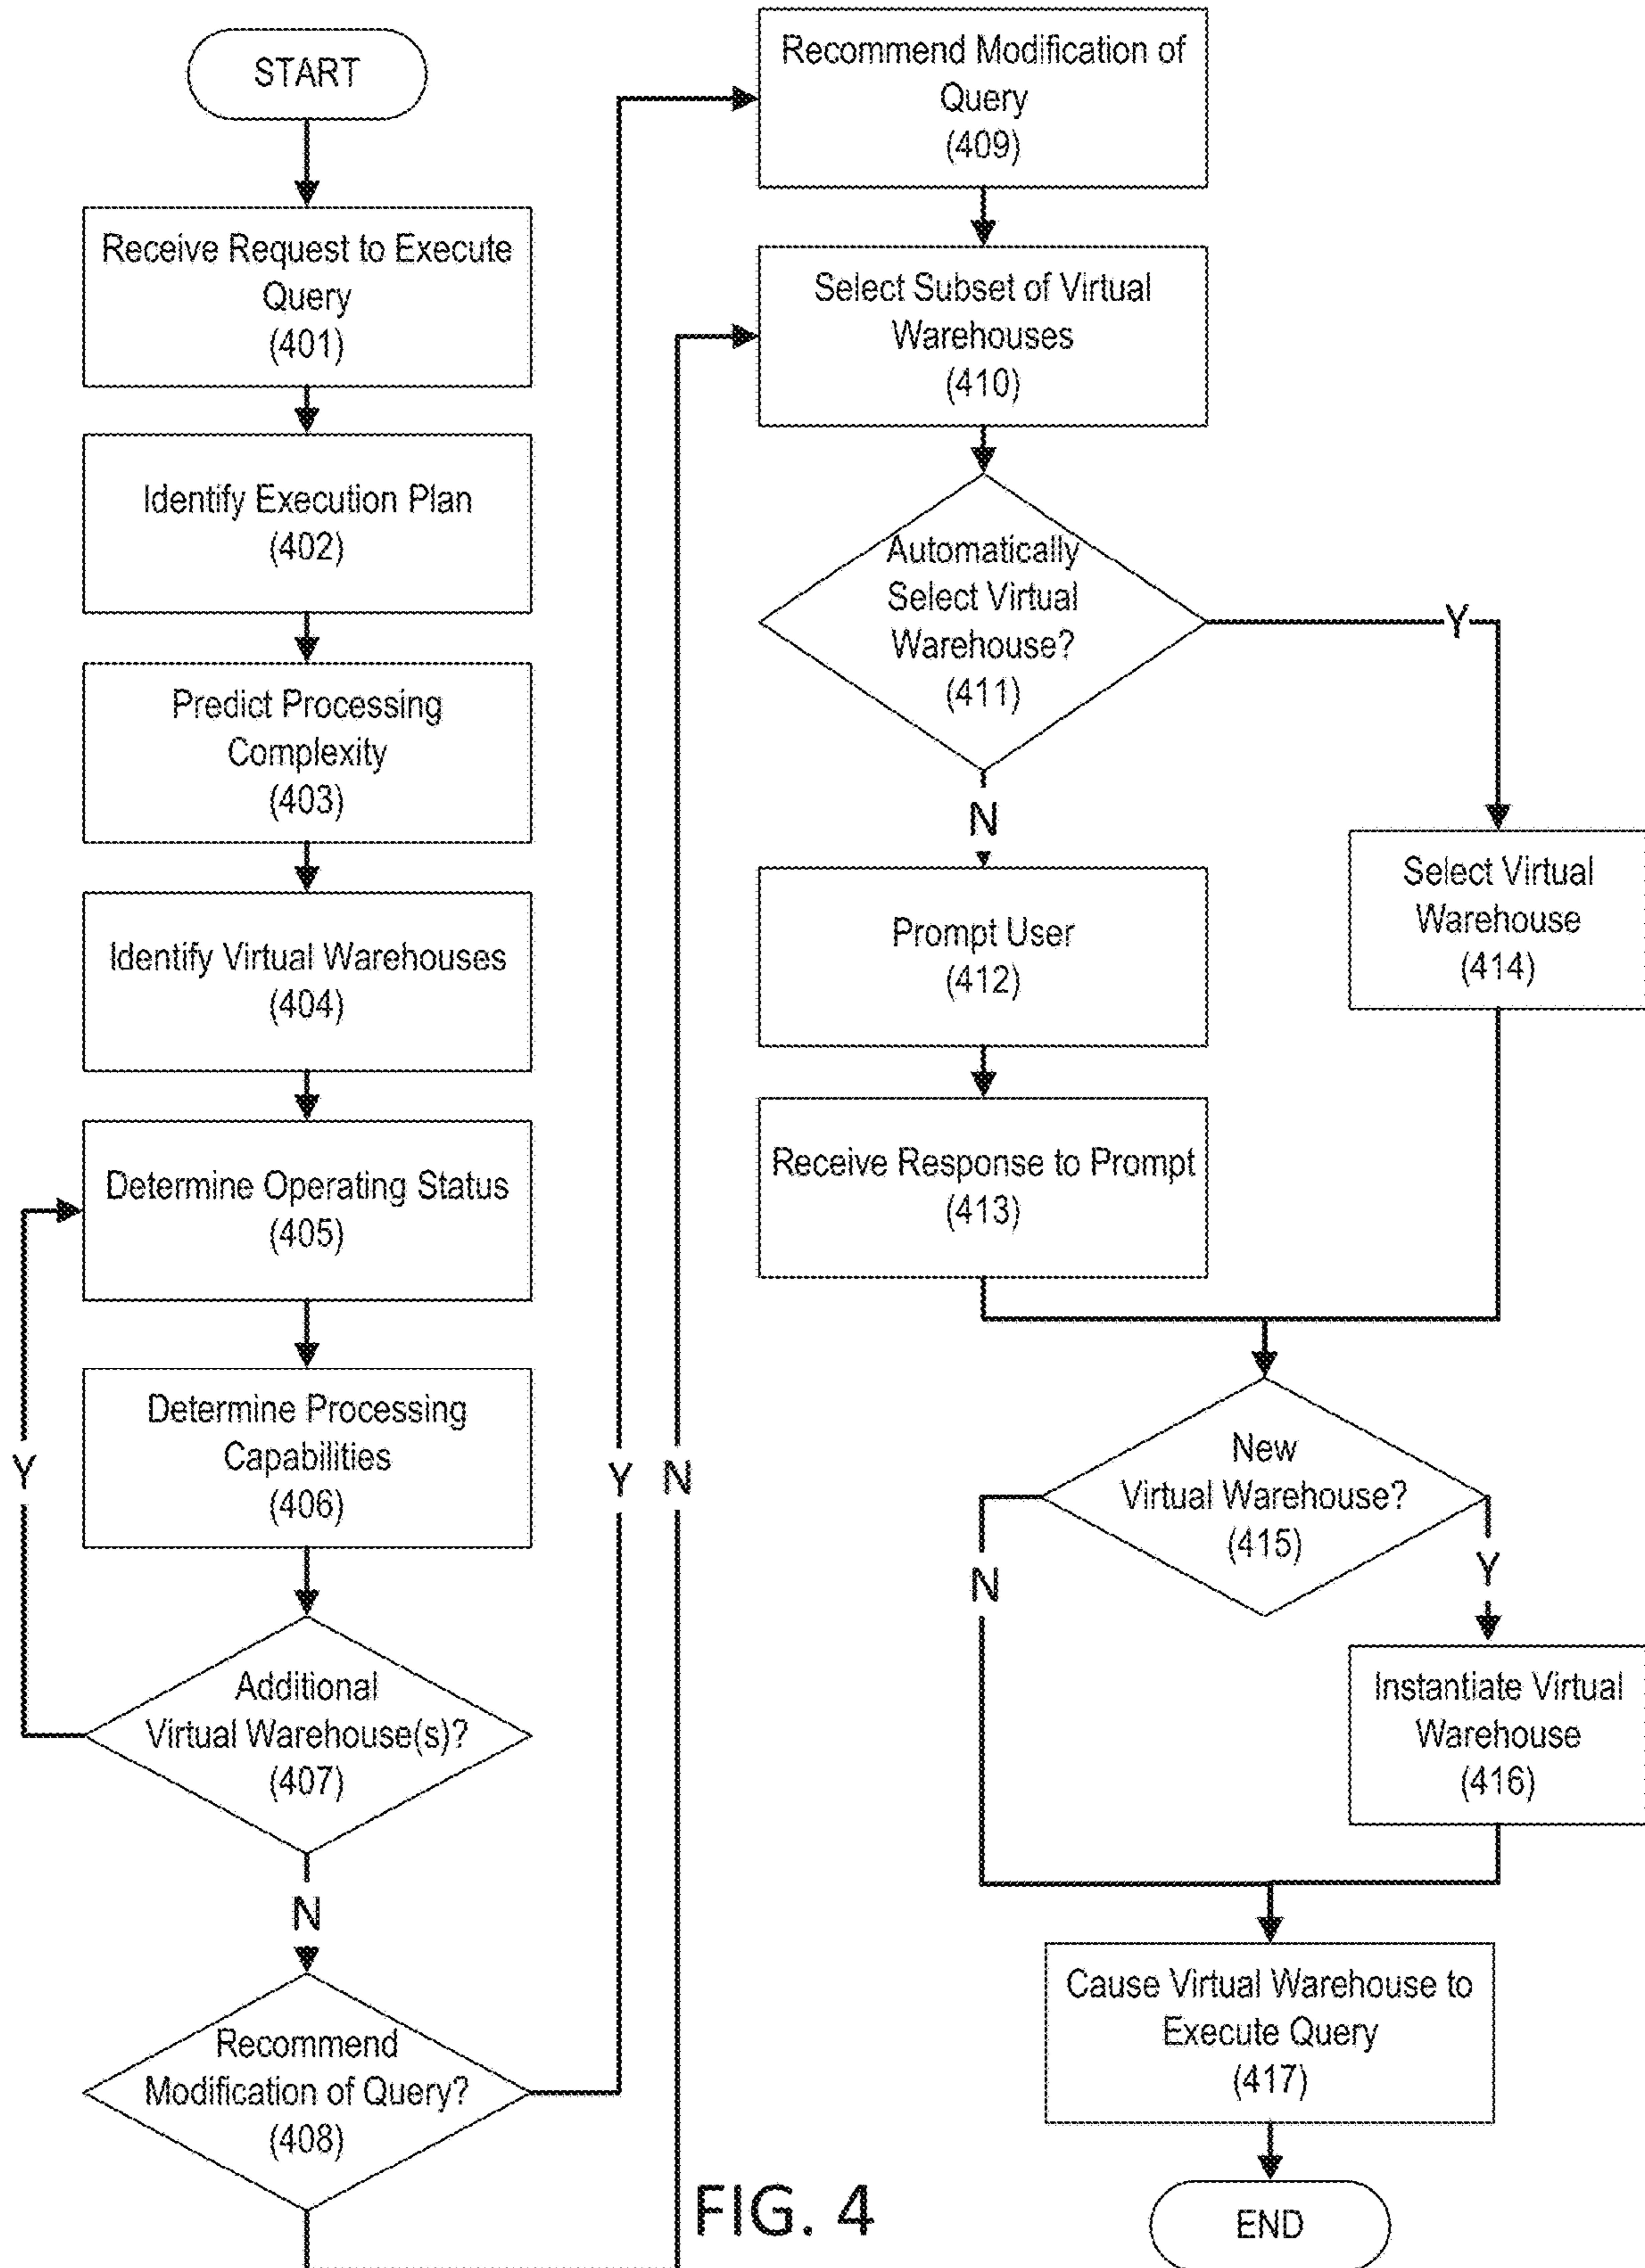 START
Receive Request to Execute
Query
(401)
Identify Execution Plan
(402)
Predict Processing
Complexity
(403)
Identify Virtual Warehouses
(404)
Determine Operating Status
(405)
Determine Processing
Capabilities
(406)
Y
Additional
Virtual Warehouse(s)?
(407)
N
Recommend
Modification of Query?
(408)
Y
N
Recommend Modification of
Query
(409)
Select Subset of Virtual
Warehouses
(410)
Automatically
Select Virtual
Warehouse?
(411)
Y
N
Prompt User
(412)
Receive Response to Prompt
(413)
Select Virtual
Warehouse
(414)
New
Virtual Warehouse?
(415)
N
Y
Instantiate Virtual
Warehouse
(416)
Cause Virtual Warehouse to
Execute Query
(417)
END
FIG. 4